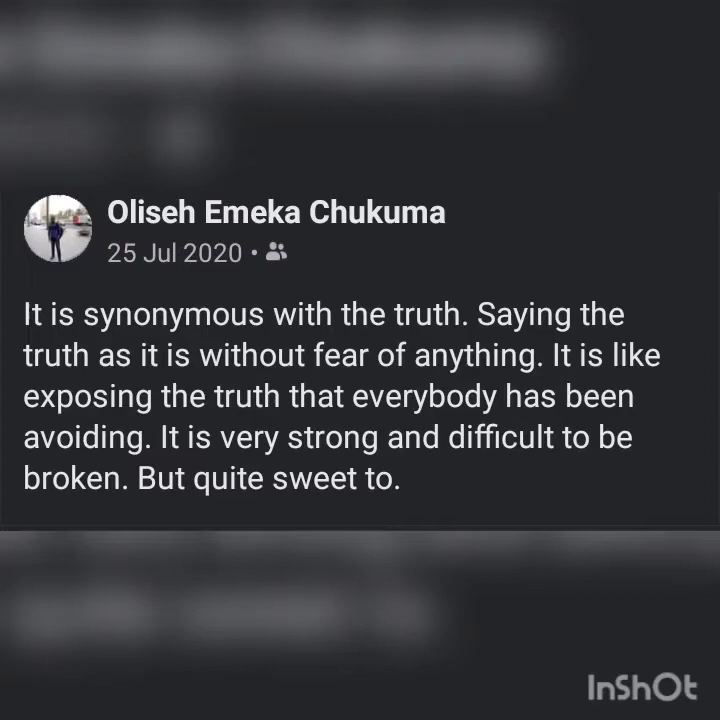 Oliseh Emeka Chukuma
25 Jul 2020 •
It is synonymous with the truth. Saying the
truth as it is without fear of anything. It is like
exposing the truth that everybody has been
avoiding. It is very strong and difficult to be
broken. But quite sweet to.
InShOt